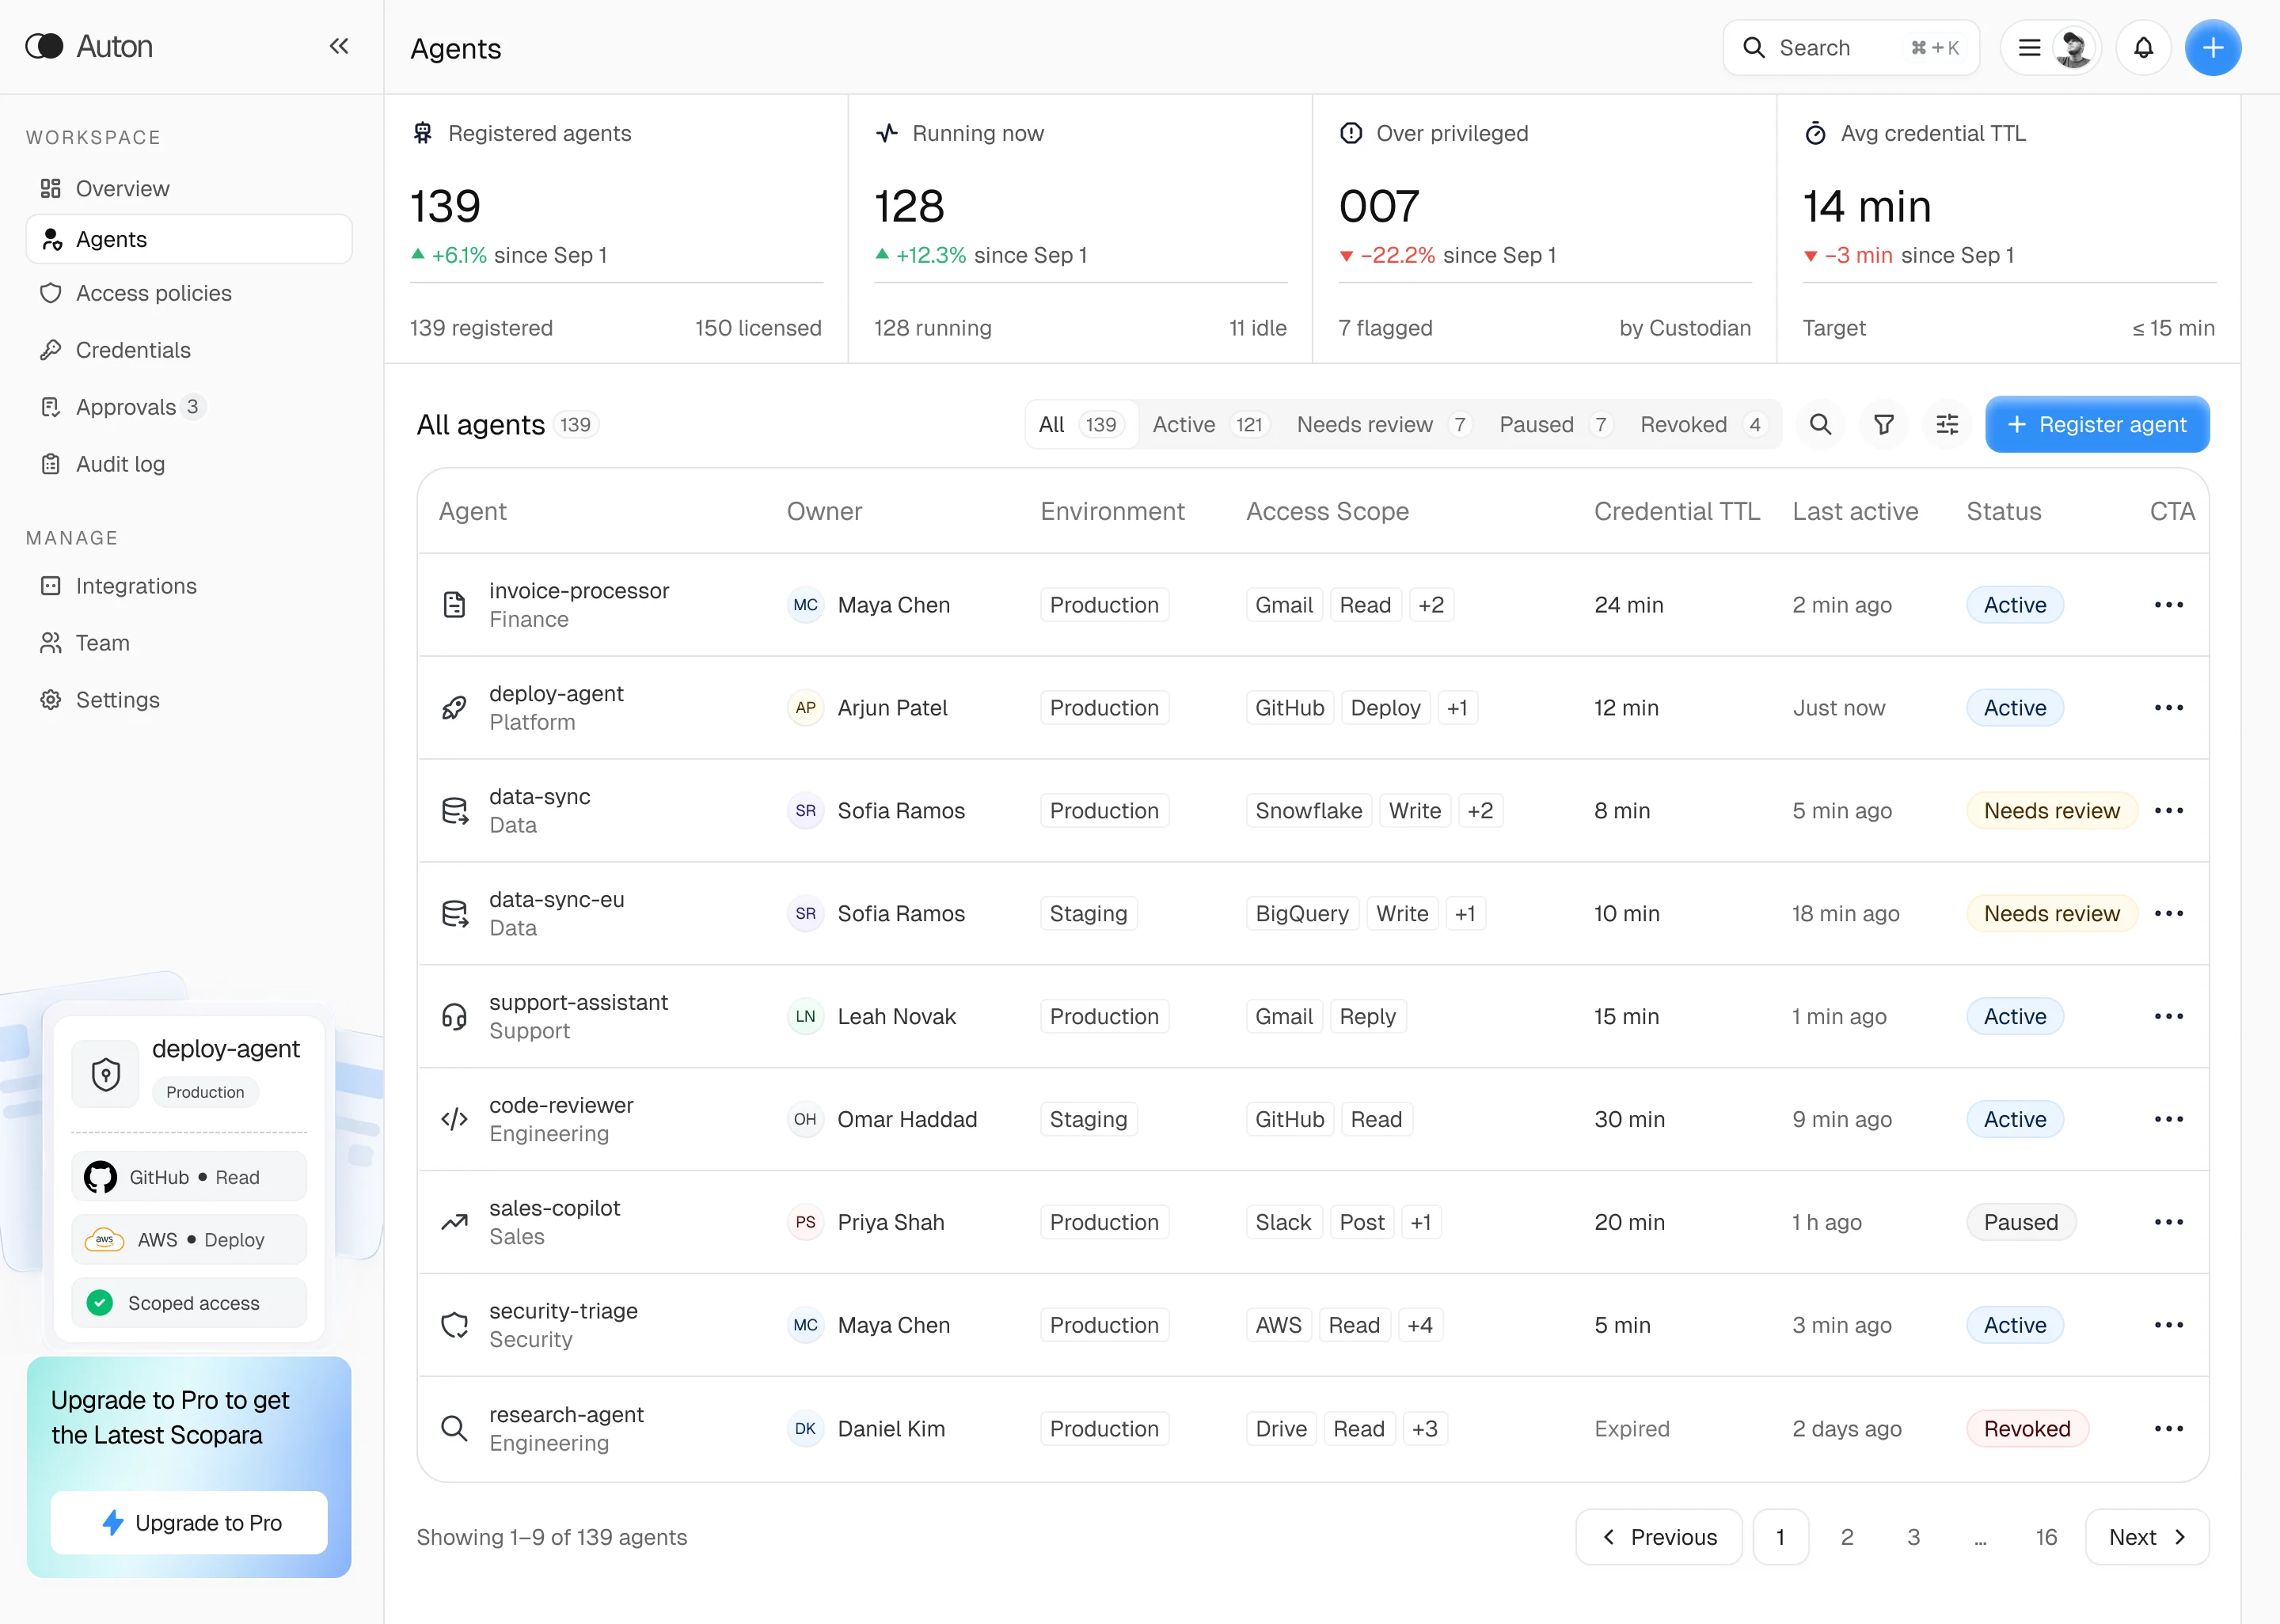 Auton
WORKSPACE
Overview
Agents
Access policies
Credentials
Approvals 3
Audit log
MANAGE
Integrations
Team
Settings
deploy-agent
Production
GitHub • Read
aws AWS • Deploy
Scoped access
Upgrade to Pro to get
the Latest Scopara
Upgrade to Pro
Agents
Search ⌘ + K
Registered agents
139
+6.1% since Sep 1
139 registered 150 licensed
Running now
128
+12.3% since Sep 1
128 running 11 idle
Over privileged
007
−22.2% since Sep 1
7 flagged by Custodian
Avg credential TTL
14 min
−3 min since Sep 1
Target ≤ 15 min
All agents 139
All 139 Active 121 Needs review 7 Paused 7 Revoked 4
+ Register agent
Agent Owner Environment Access Scope Credential TTL Last active Status CTA
invoice-processor
Finance
MC Maya Chen Production Gmail Read +2 24 min 2 min ago Active
deploy-agent
Platform
AP Arjun Patel Production GitHub Deploy +1 12 min Just now Active
data-sync
Data
SR Sofia Ramos Production Snowflake Write +2 8 min 5 min ago Needs review
data-sync-eu
Data
SR Sofia Ramos Staging BigQuery Write +1 10 min 18 min ago Needs review
support-assistant
Support
LN Leah Novak Production Gmail Reply 15 min 1 min ago Active
code-reviewer
Engineering
OH Omar Haddad Staging GitHub Read 30 min 9 min ago Active
sales-copilot
Sales
PS Priya Shah Production Slack Post +1 20 min 1 h ago Paused
security-triage
Security
MC Maya Chen Production AWS Read +4 5 min 3 min ago Active
research-agent
Engineering
DK Daniel Kim Production Drive Read +3 Expired 2 days ago Revoked
Showing 1–9 of 139 agents
Previous 1 2 3 ... 16 Next